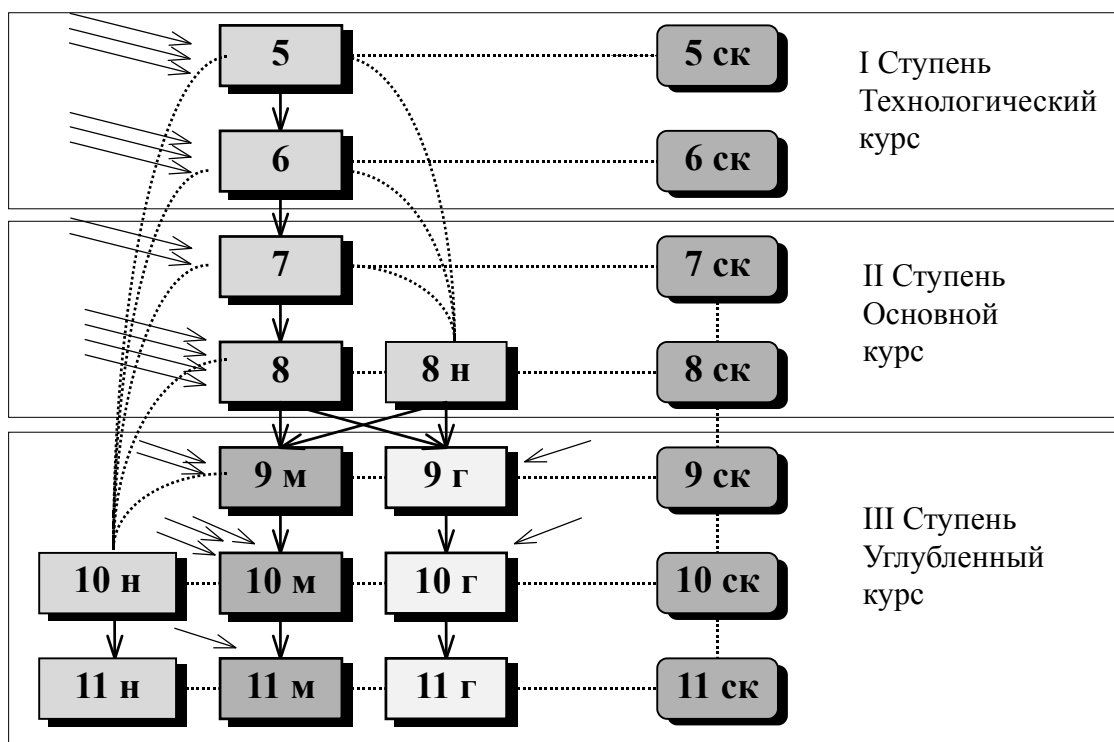 5
5 ск
I Ступень
Технологический
курс
6
6 ск
7
7 ск
II Ступень
Основной
курс
8
8 н
8 ск
9 м
9 г
9 ск
III Ступень
Углубленный
курс
10 н
10 м
10 г
10 ск
11 н
11 м
11 г
11 ск